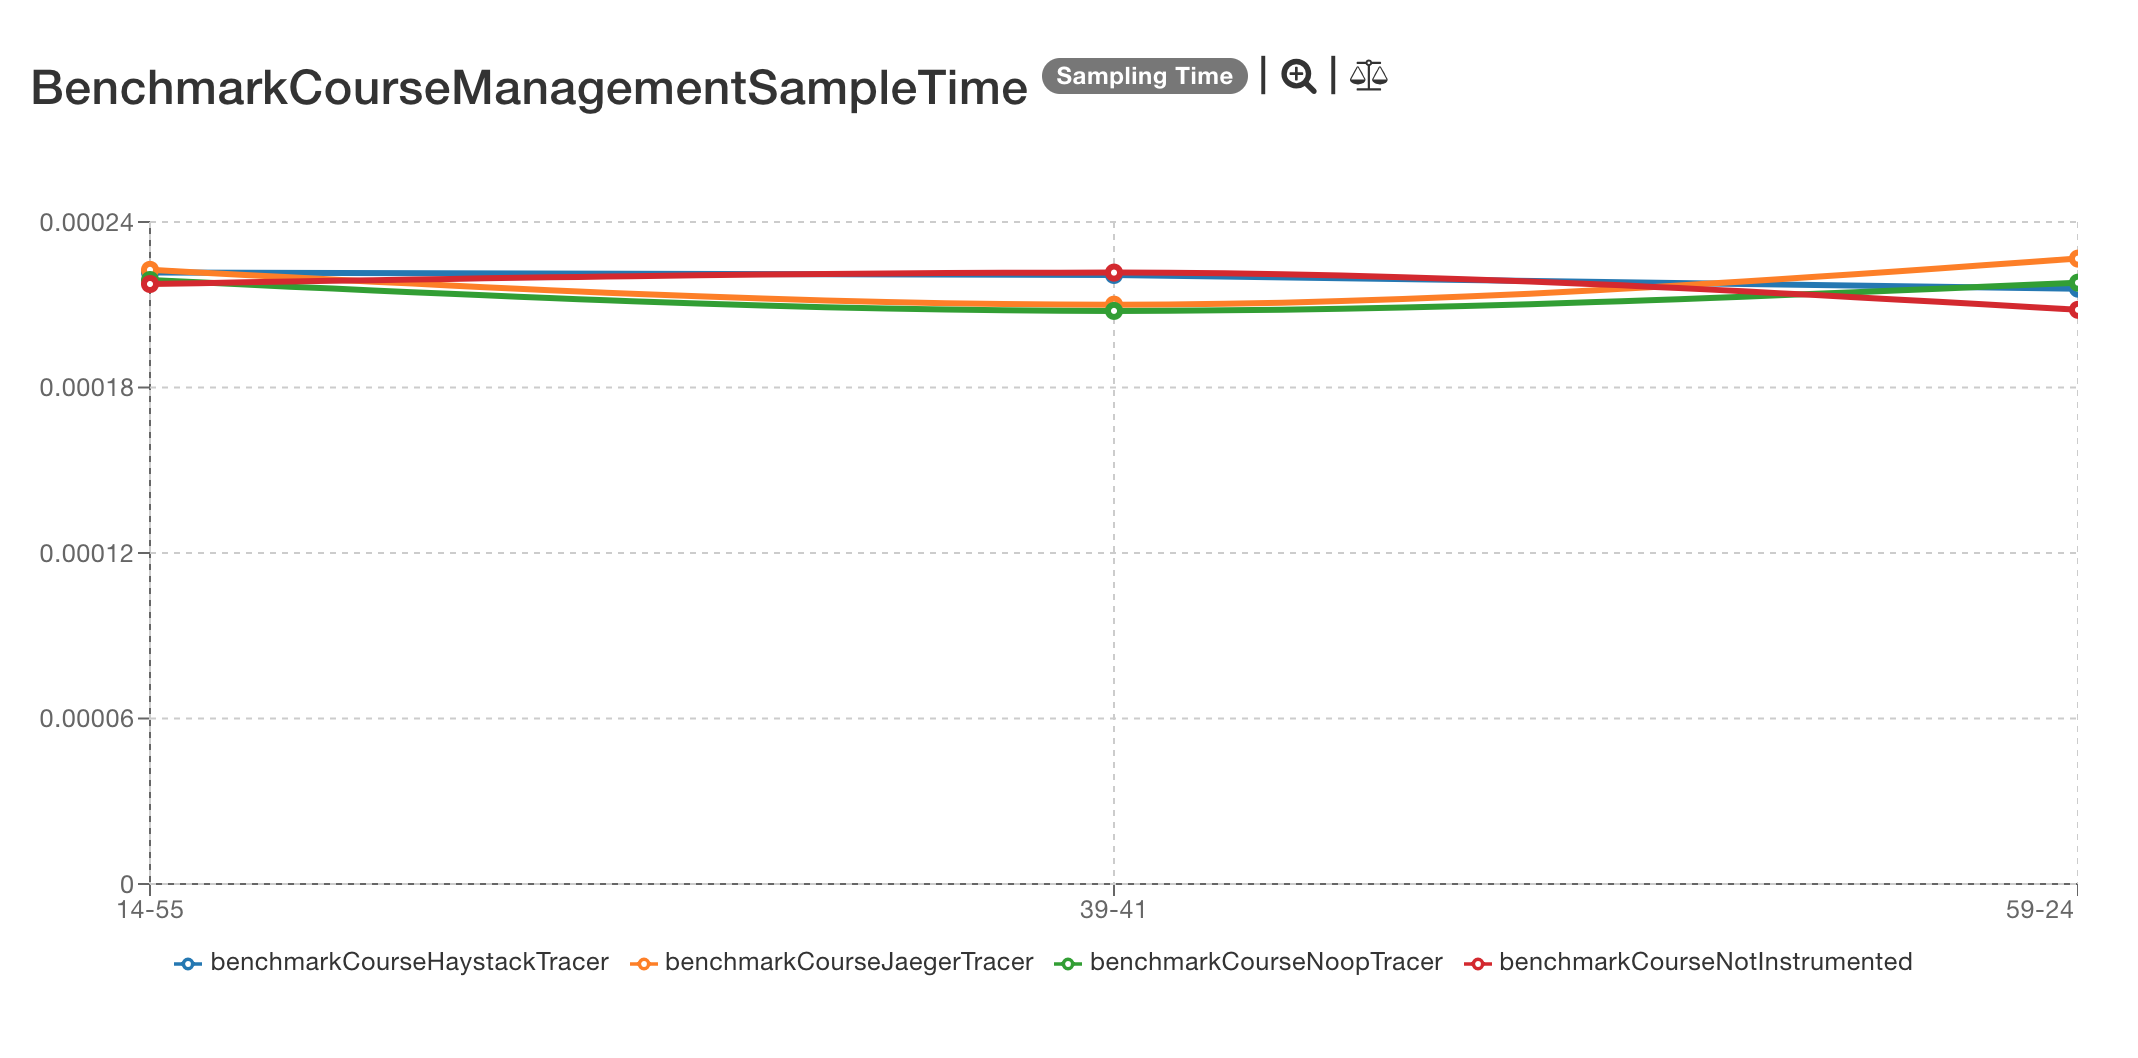 BenchmarkCourseManagementSampleTime Sampling Time
0.00024
0.00018
0.00012
0.00006
0
14-55 39-41 59-24
benchmarkCourseHaystackTracer benchmarkCourseJaegerTracer benchmarkCourseNoopTracer benchmarkCourseNotInstrumented